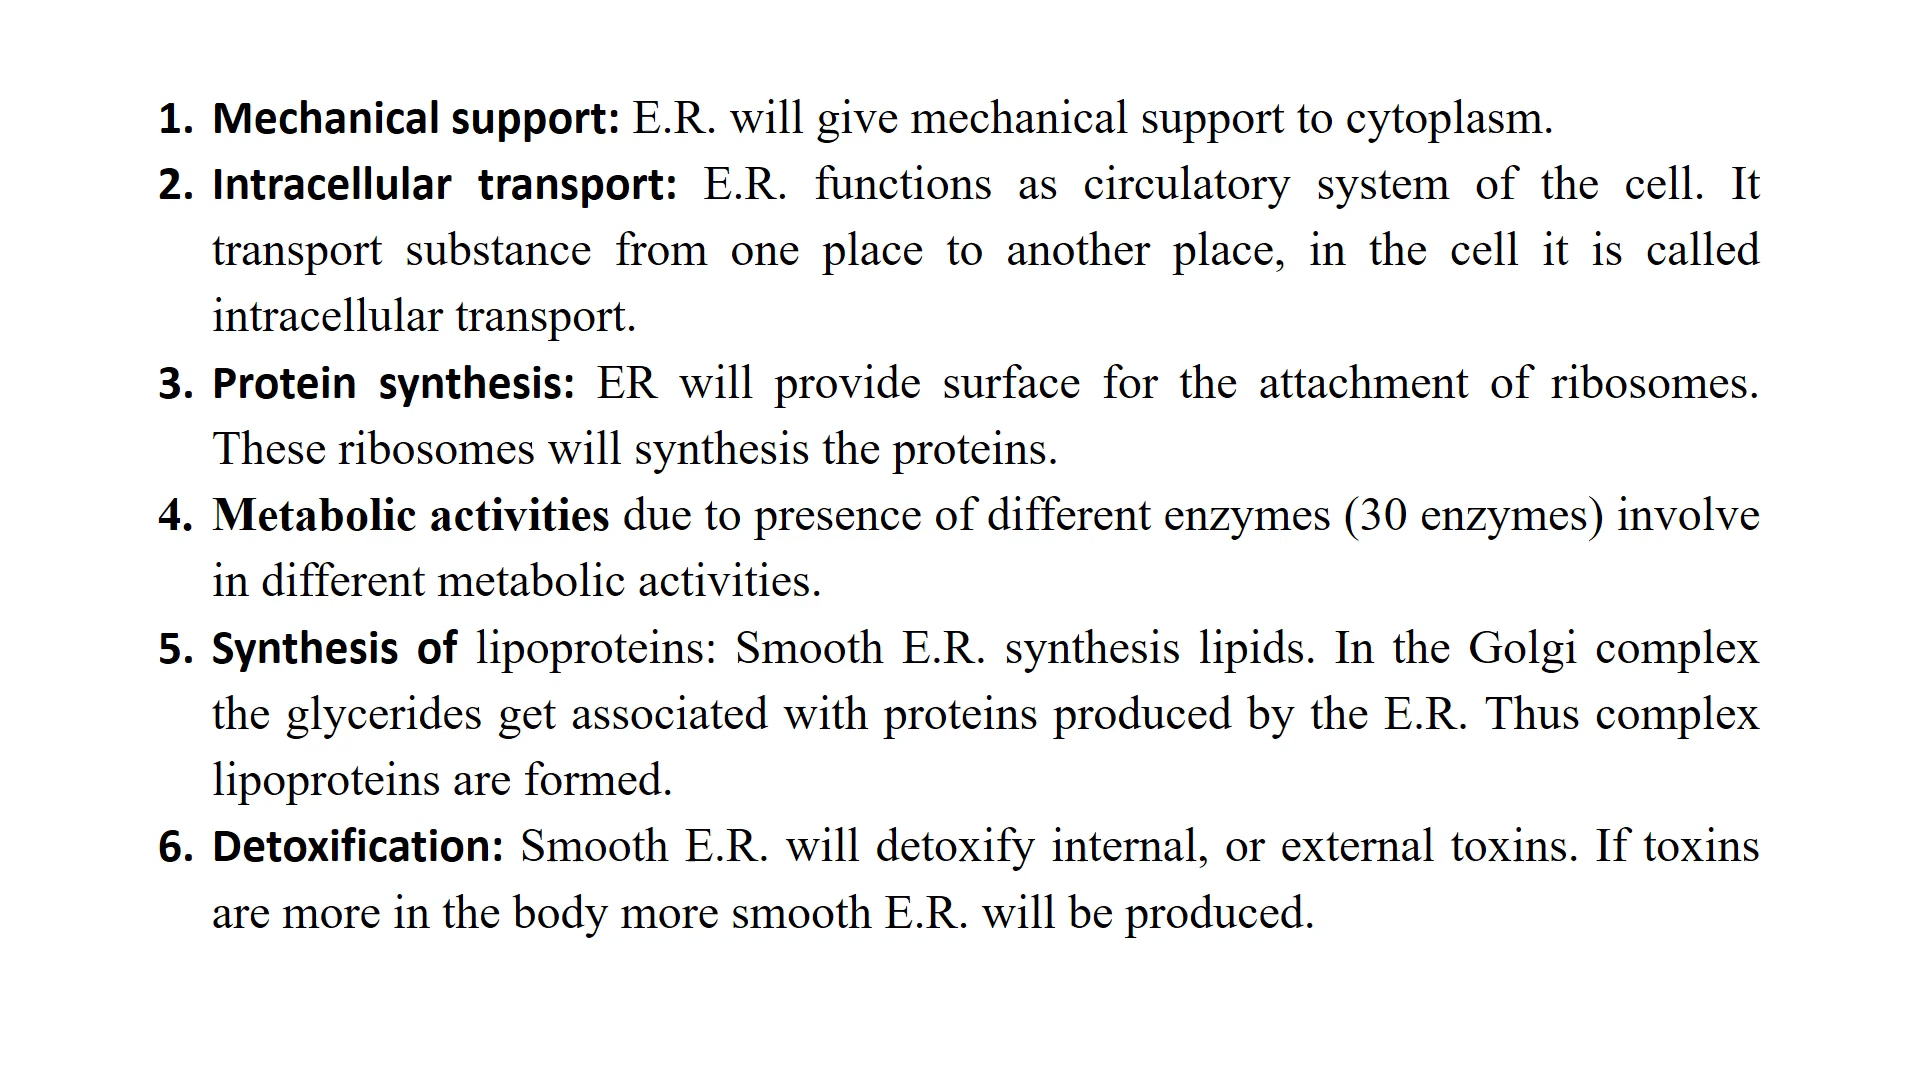 1. Mechanical support: E.R. will give mechanical support to cytoplasm.
2. Intracellular transport: E.R. functions as circulatory system of the cell. It
transport substance from one place to another place, in the cell it is called
intracellular transport.
3. Protein synthesis: ER will provide surface for the attachment of ribosomes.
These ribosomes will synthesis the proteins.
4. Metabolic activities due to presence of different enzymes (30 enzymes) involve
in different metabolic activities.
5. Synthesis of lipoproteins: Smooth E.R. synthesis lipids. In the Golgi complex
the glycerides get associated with proteins produced by the E.R. Thus complex
lipoproteins are formed.
6. Detoxification: Smooth E.R. will detoxify internal, or external toxins. If toxins
are more in the body more smooth E.R. will be produced.